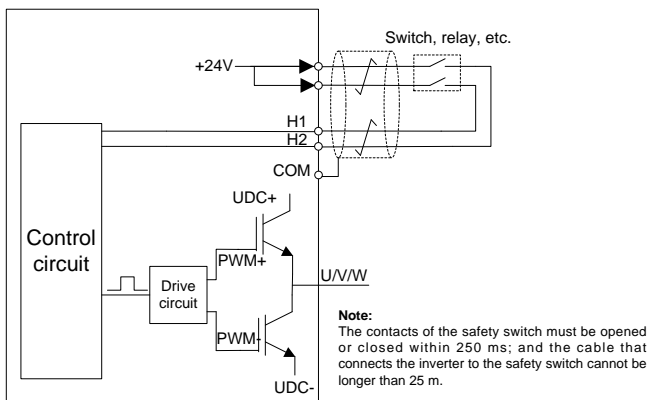 Switch, relay, etc.
+24V
H1
H2
COM
UDC+
Control
circuit
PWM+
Drive
circuit
U/V/W
PWM-
UDC-
Note:
The contacts of the safety switch must be opened
or closed within 250 ms; and the cable that
connects the inverter to the safety switch cannot be
longer than 25 m.